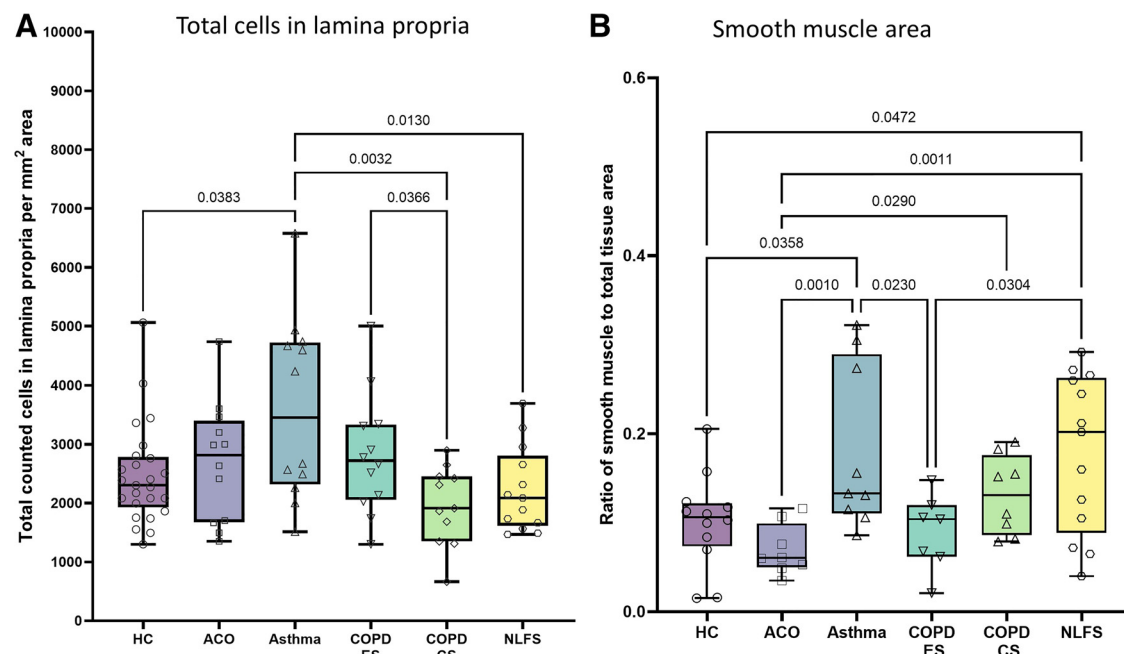 A
Total cells in lamina propria
Total counted cells in lamina propria per mm² area
10000
9000
8000
7000
6000
5000
4000
3000
2000
1000
0
0.0130
0.0032
0.0383
0.0366
HC
ACO
Asthma
COPD
ES
COPD
CS
NLFS
B
Smooth muscle area
Ratio of smooth muscle to total tissue area
0.6
0.4
0.2
0.0
0.0472
0.0011
0.0290
0.0358
0.0010
0.0230
0.0304
HC
ACO
Asthma
COPD
ES
COPD
CS
NLFS